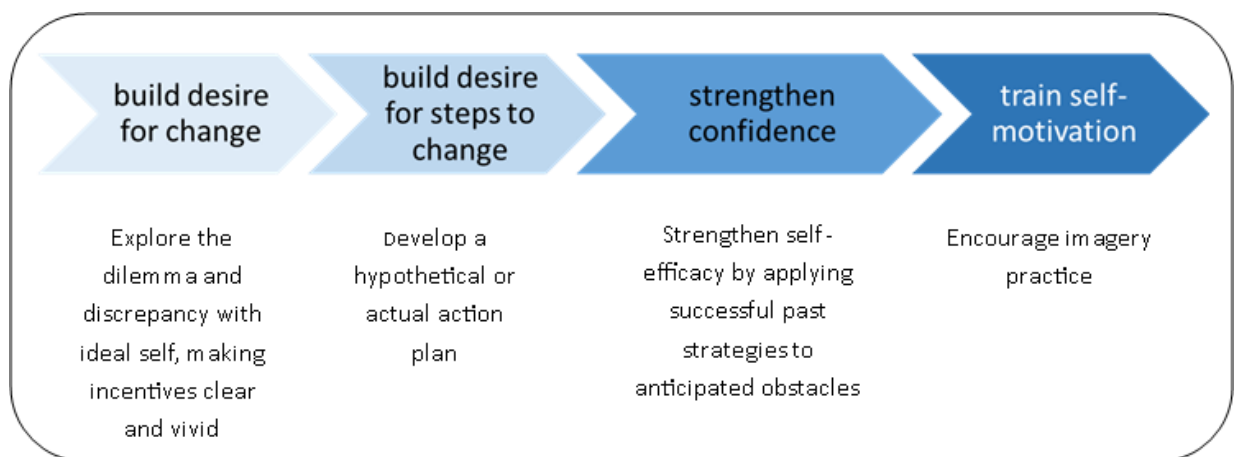 build desire
for change
build desire
for steps to
change
strengthen
confidence
train self-
motivation
Explore the
dilemma and
discrepancy with
ideal self, making
incentives clear
and vivid
Develop a
hypothetical or
actual action
plan
Strengthen self-
efficacy by applying
successful past
strategies to
anticipated obstacles
Encourage imagery
practice